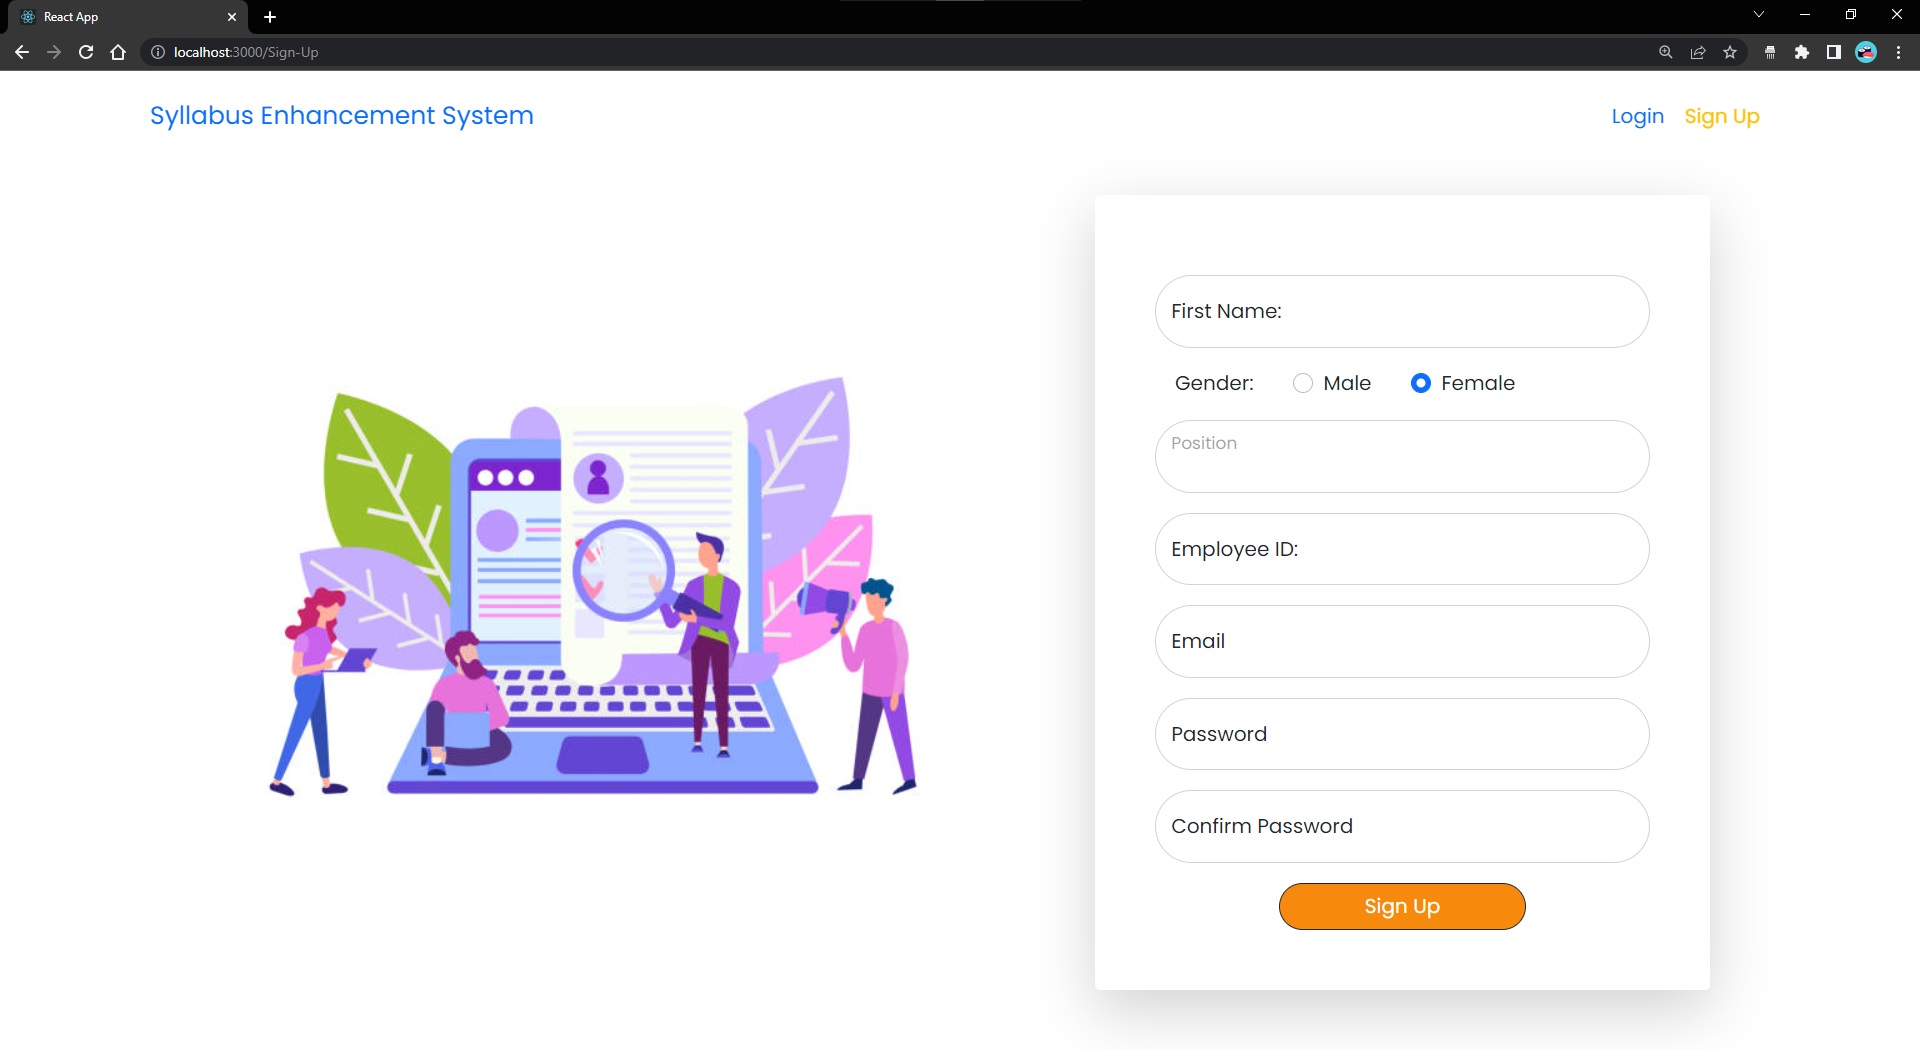 React App
localhost:3000/Sign-Up
Syllabus Enhancement System
Login Sign Up
First Name:
Gender: Male Female
Position
Employee ID:
Email
Password
Confirm Password
Sign Up